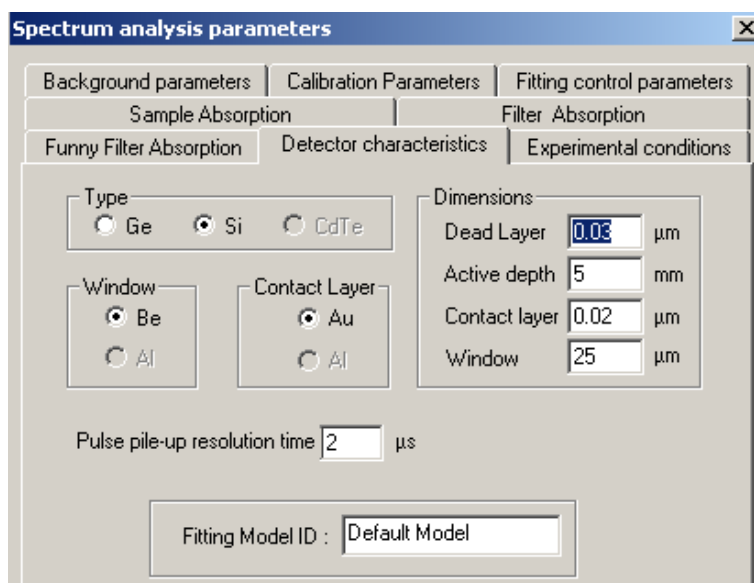 Spectrum analysis parameters
Background parameters Calibration Parameters Fitting control parameters
Sample Absorption Filter Absorption
Funny Filter Absorption Detector characteristics Experimental conditions
Type
Ge Si CdTe
Window
Be
Al
Contact Layer
Au
Al
Dimensions
Dead Layer 0.03 µm
Active depth 5 mm
Contact layer 0.02 µm
Window 25 µm
Pulse pile-up resolution time 2 µs
Fitting Model ID : Default Model